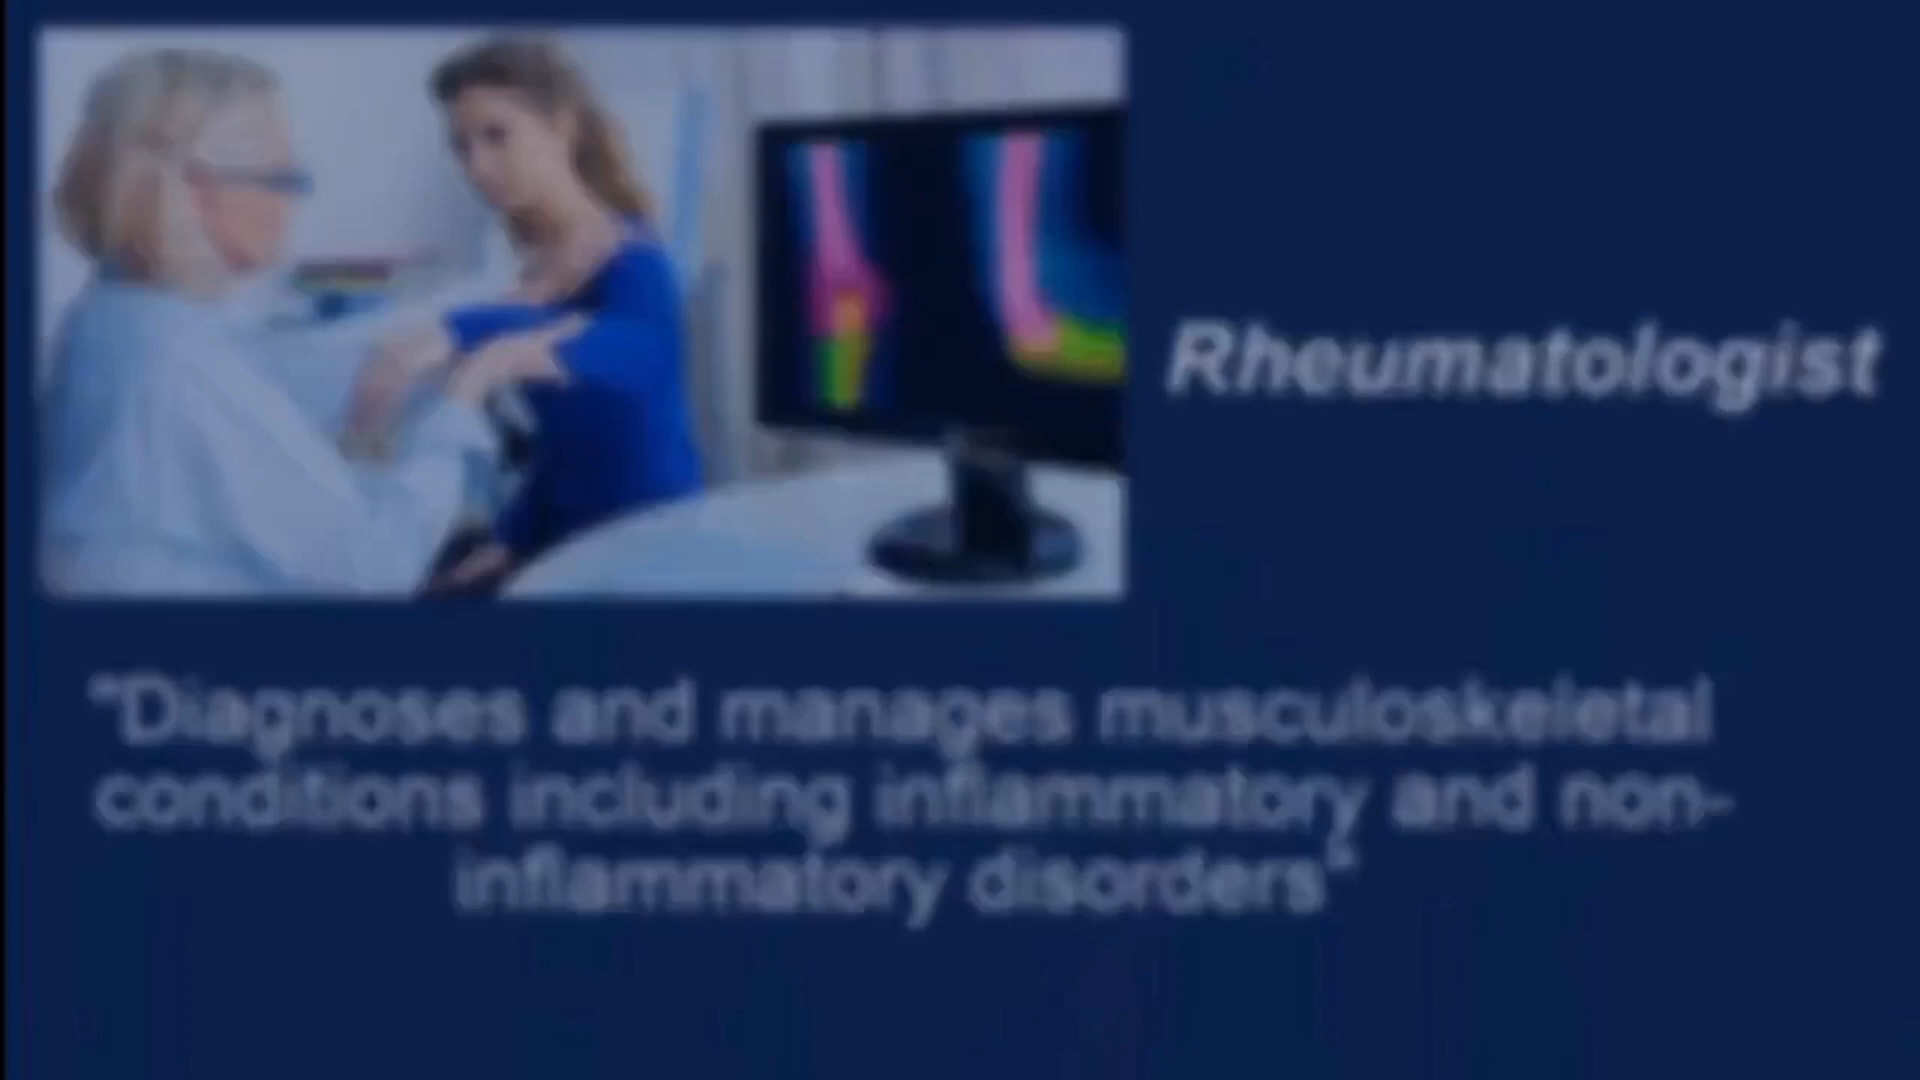 Rheumatologist
"Diagnoses and manages musculoskeletal
conditions including inflammatory and non-
inflammatory disorders"